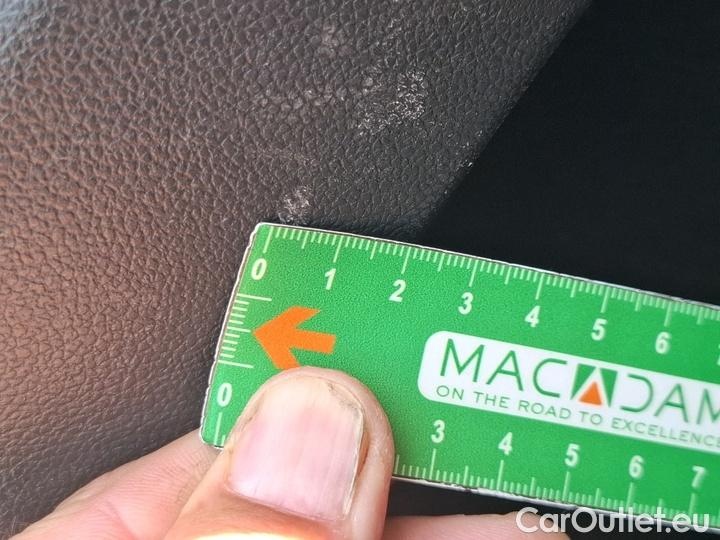 0 1 2 3 4 5 6
MACADAM
ON THE ROAD TO EXCELLENCE
0 3 4 5 6 7
CarOutlet.eu